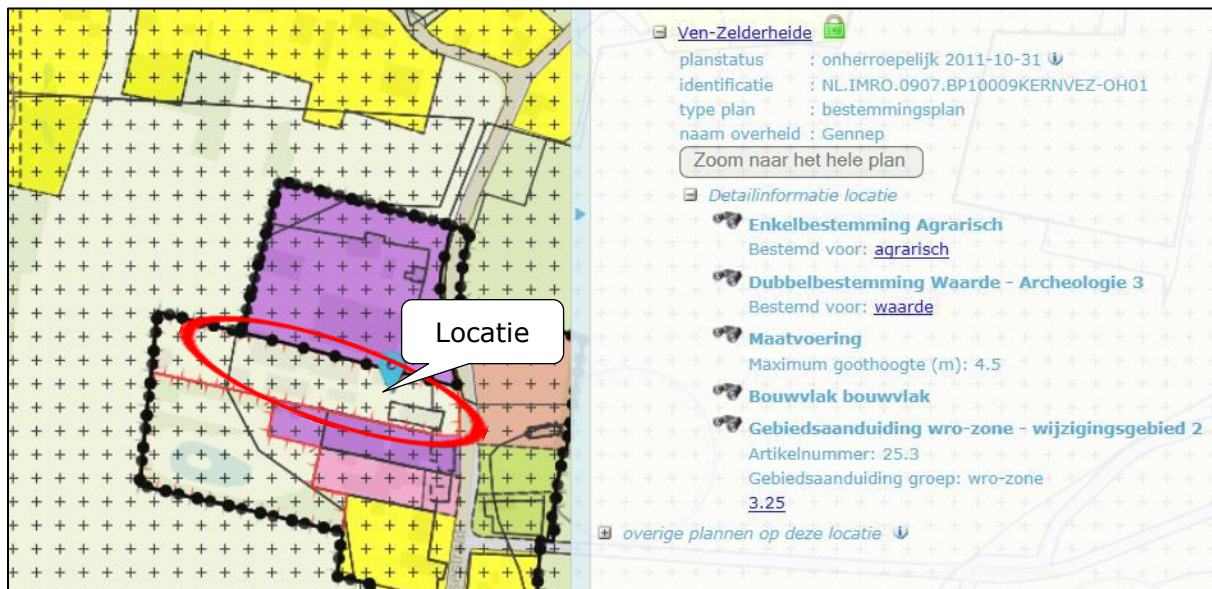 Locatie
Ven-Zelderheide
planstatus : onherroepelijk 2011-10-31
identificatie : NL.IMRO.0907.BP10009KERNVEZ-OH01
type plan : bestemmingsplan
naam overheid : Gennep
Zoom naar het hele plan
Detailinformatie locatie
Enkelbestemming Agrarisch
Bestemd voor: agrarisch
Dubbelbestemming Waarde - Archeologie 3
Bestemd voor: waarde
Maatvoering
Maximum goothoogte (m): 4.5
Bouwvlak bouwvlak
Gebiedsaanduiding wro-zone - wijzigingsgebied 2
Artikelnummer: 25.3
Gebiedsaanduiding groep: wro-zone
3.25
overige plannen op deze locatie